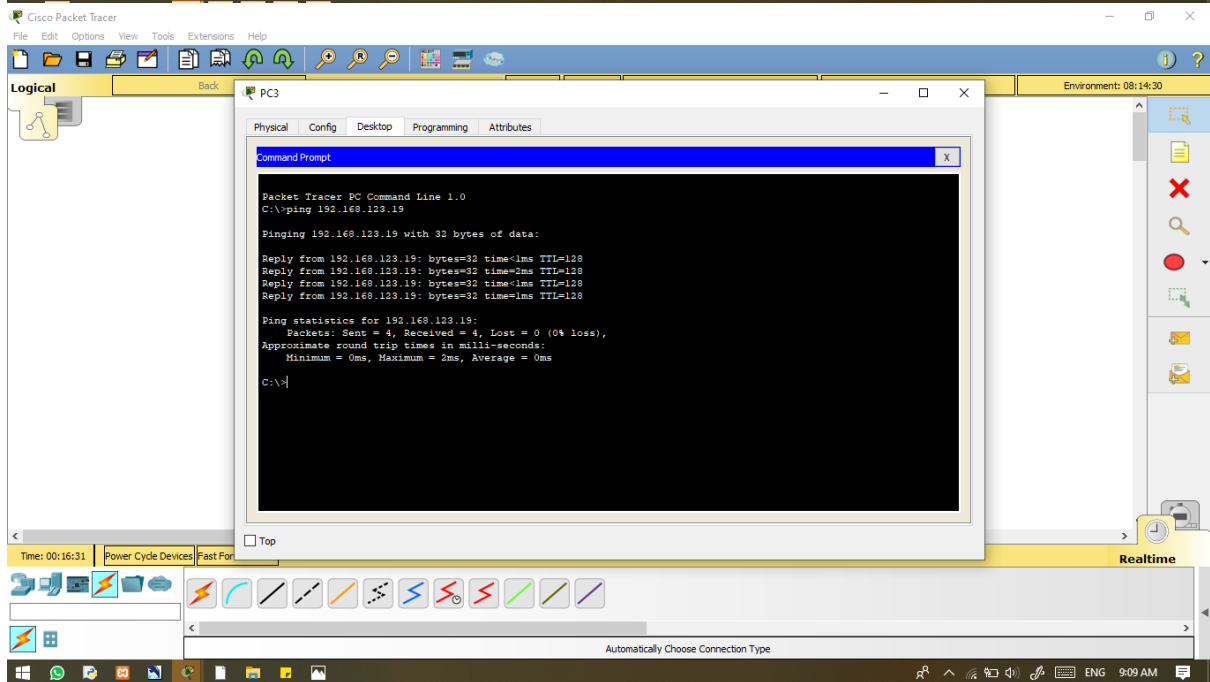 Cisco Packet Tracer
File Edit Options View Tools Extensions Help
Logical
Back
Environment: 08:14:30
PC3
Physical Config Desktop Programming Attributes
Command Prompt
X
Packet Tracer PC Command Line 1.0
C:\>ping 192.168.123.19
Pinging 192.168.123.19 with 32 bytes of data:
Reply from 192.168.123.19: bytes=32 time<1ms TTL=128
Reply from 192.168.123.19: bytes=32 time=2ms TTL=128
Reply from 192.168.123.19: bytes=32 time<1ms TTL=128
Reply from 192.168.123.19: bytes=32 time=1ms TTL=128
Ping statistics for 192.168.123.19:
Packets: Sent = 4, Received = 4, Lost = 0 (0% loss),
Approximate round trip times in milli-seconds:
Minimum = 0ms, Maximum = 2ms, Average = 0ms
C:\>
Top
Time: 00:16:31 Power Cycle Devices Fast For
Realtime
Automatically Choose Connection Type
ENG 9:09 AM